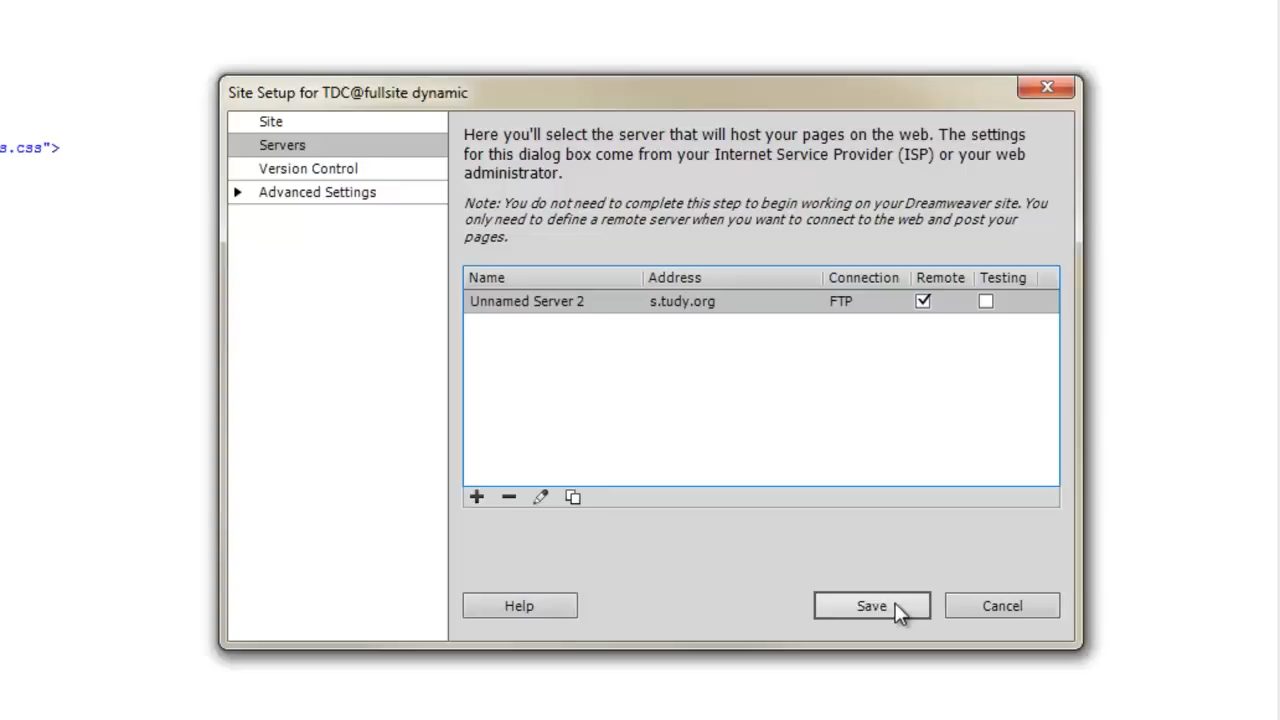 Site Setup for TDC@fullsite dynamic
s.css">
Site
Servers
Version Control
Advanced Settings
Here you'll select the server that will host your pages on the web. The settings
for this dialog box come from your Internet Service Provider (ISP) or your web
administrator.
Note: You do not need to complete this step to begin working on your Dreamweaver site. You
only need to define a remote server when you want to connect to the web and post your
pages.
Name Address Connection Remote Testing
Unnamed Server 2 s.tudy.org FTP
Help Save Cancel